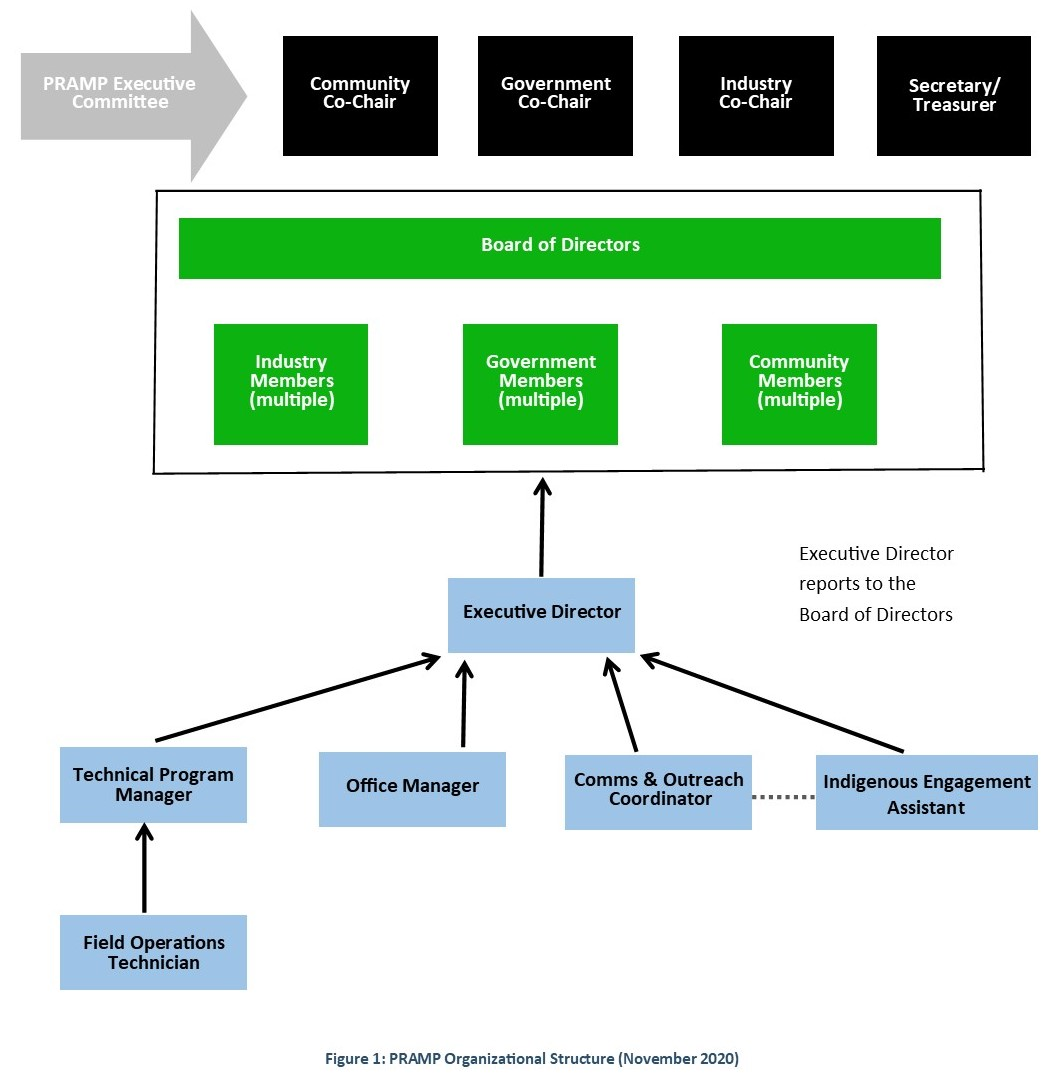 PRAMP Executive
Committee
Community
Co-Chair
Government
Co-Chair
Industry
Co-Chair
Secretary/
Treasurer
Board of Directors
Industry
Members
(multiple)
Government
Members
(multiple)
Community
Members
(multiple)
Executive Director
reports to the
Board of Directors
Executive Director
Technical Program
Manager
Office Manager
Comms & Outreach
Coordinator
Indigenous Engagement
Assistant
Field Operations
Technician
Figure 1: PRAMP Organizational Structure (November 2020)